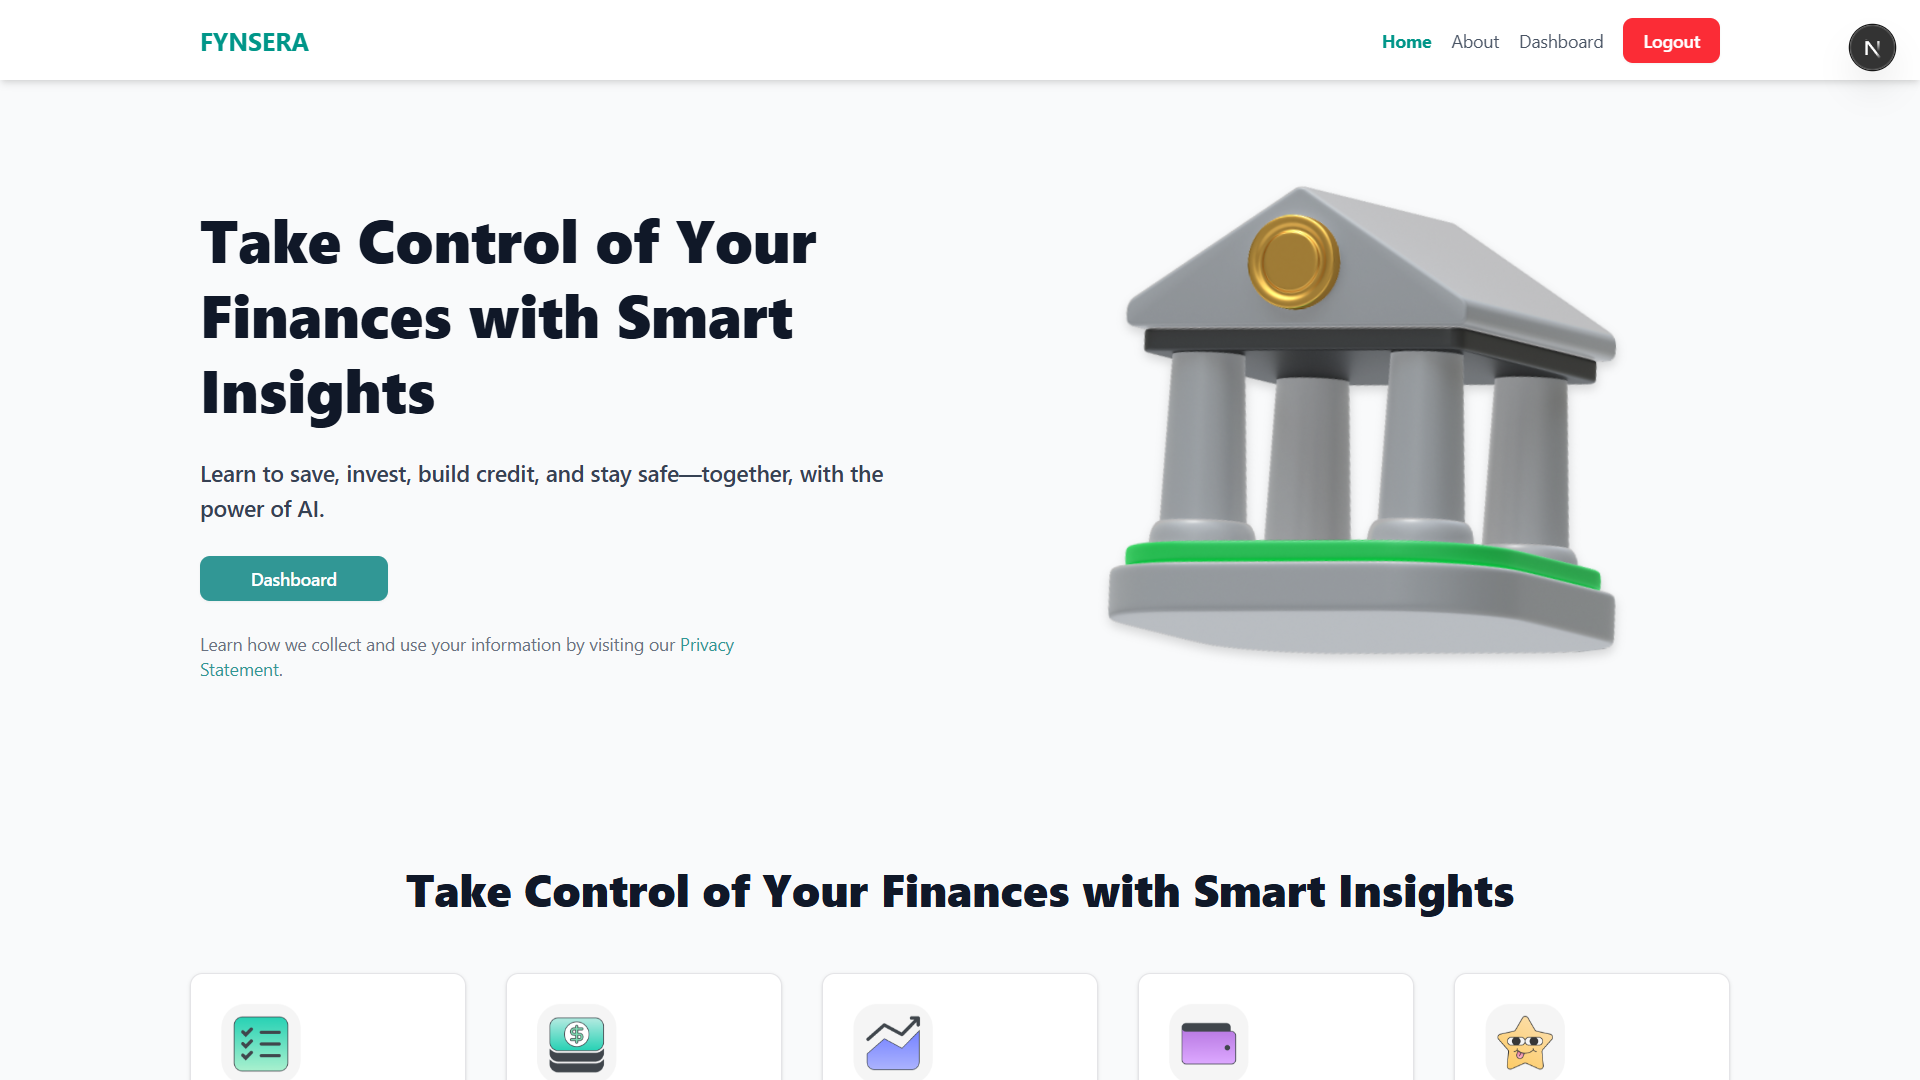 FYNSERA
Home About Dashboard Logout
N
Take Control of Your
Finances with Smart
Insights
Learn to save, invest, build credit, and stay safe—together, with the
power of AI.
Dashboard
Learn how we collect and use your information by visiting our Privacy
Statement.
Take Control of Your Finances with Smart Insights
$